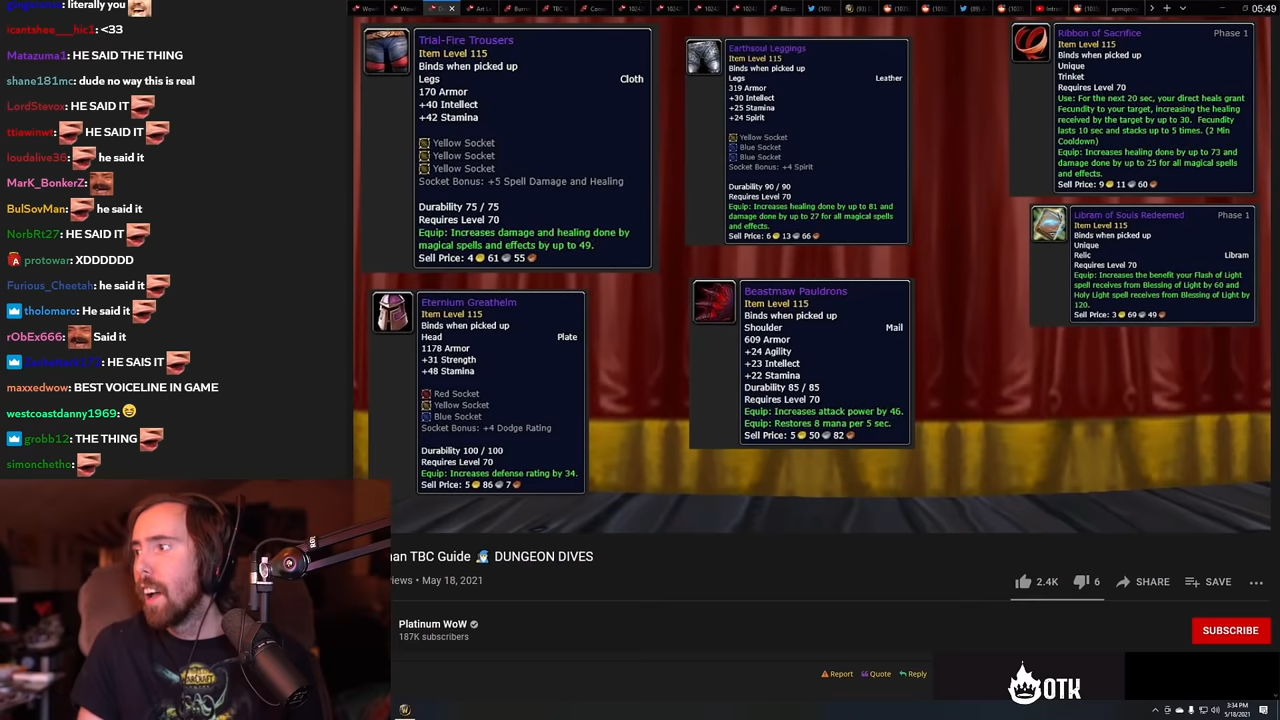 gingersonas: literally you
icantshee___hic1: <33
Matazuma1: HE SAID THE THING
shane181mc: dude no way this is real
LordStevox: HE SAID IT
ttiewinwt: HE SAID IT
loudalive36: he said it
MarK_BonkerZ:
BulSovMan: he said it
NorbRt27: HE SAID IT
protowar: XDDDDDD
Furious_Cheetah: he said it
tholomaro: He said it
rObEx666: Said it
HE SAIS IT
maxxedwow: BEST VOICELINE IN GAME
westcoastdanny1969:
grobb12: THE THING
simonchetho:
05:49
Trial-Fire Trousers
Item Level 115
Binds when picked up
Legs Cloth
170 Armor
+40 Intellect
+42 Stamina
Yellow Socket
Yellow Socket
Yellow Socket
Socket Bonus: +5 Spell Damage and Healing
Durability 75 / 75
Requires Level 70
Equip: Increases damage and healing done by
magical spells and effects by up to 49.
Sell Price: 4 61 55
Earthsoul Leggings
Item Level 115
Binds when picked up
Legs Leather
319 Armor
+30 Intellect
+25 Stamina
+24 Spirit
Yellow Socket
Blue Socket
Blue Socket
Socket Bonus: +4 Spirit
Durability 90 / 90
Requires Level 70
Equip: Increases healing done by up to 81 and
damage done by up to 27 for all magical spells
and effects.
Sell Price: 6 13 66
Ribbon of Sacrifice Phase 1
Item Level 115
Binds when picked up
Unique
Trinket
Requires Level 70
Use: For the next 20 sec, your direct heals grant
Fecundity to your target, increasing the healing
received by the target by up to 30. Fecundity
lasts 10 sec and stacks up to 5 times. (2 Min
Cooldown)
Equip: Increases healing done by up to 73 and
damage done by up to 25 for all magical spells
and effects.
Sell Price: 9 11 60
Libram of Souls Redeemed Phase 1
Item Level 115
Binds when picked up
Unique
Relic Libram
Requires Level 70
Equip: Increases the benefit your Flash of Light
spell receives from Blessing of Light by 60 and
Holy Light spell receives from Blessing of Light by
120.
Sell Price: 3 69 49
Eternium Greathelm
Item Level 115
Binds when picked up
Head Plate
1178 Armor
+31 Strength
+48 Stamina
Red Socket
Yellow Socket
Blue Socket
Socket Bonus: +4 Dodge Rating
Durability 100 / 100
Requires Level 70
Equip: Increases defense rating by 34.
Sell Price: 5 86 7
Beastmaw Pauldrons
Item Level 115
Binds when picked up
Shoulder Mail
609 Armor
+24 Agility
+23 Intellect
+22 Stamina
Durability 85 / 85
Requires Level 70
Equip: Increases attack power by 46.
Equip: Restores 8 mana per 5 sec.
Sell Price: 5 50 82
an TBC Guide DUNGEON DIVES
iews • May 18, 2021
2.4K 6 SHARE SAVE
Platinum WoW
187K subscribers
SUBSCRIBE
Report Quote Reply
OTK
3:34 PM
5/18/2021